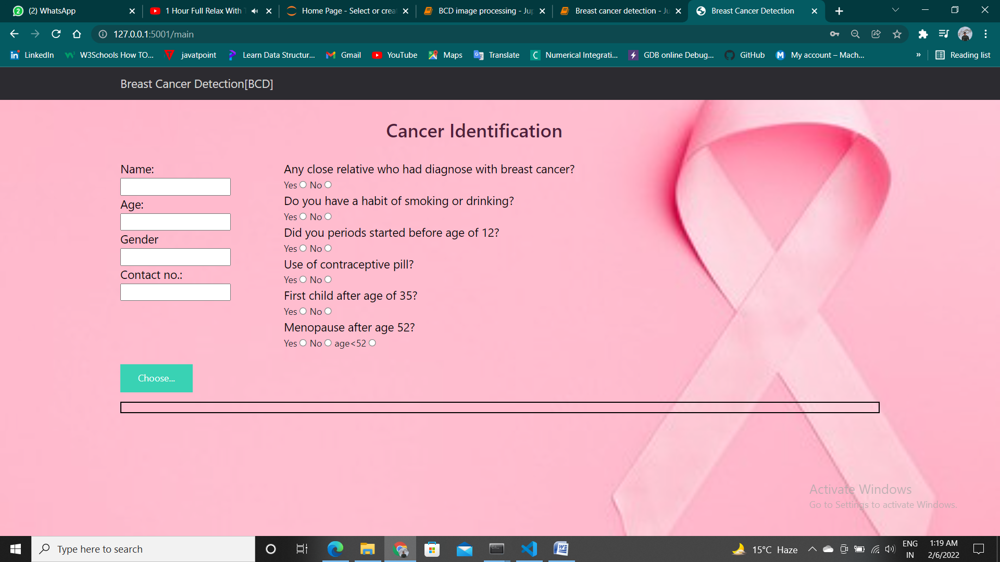 (2) WhatsApp
1 Hour Full Relax With
Home Page - Select or crea
BCD image processing - Jup
Breast cancer detection - Ju
Breast Cancer Detection
127.0.0.1:5001/main
LinkedIn
W3Schools How TO...
javatpoint
Learn Data Structur...
Gmail
YouTube
Maps
Translate
Numerical Integrati...
GDB online Debug...
GitHub
My account – Mach...
»
Reading list
Breast Cancer Detection[BCD]
Cancer Identification
Name:
Age:
Gender
Contact no.:
Any close relative who had diagnose with breast cancer?
Yes No
Do you have a habit of smoking or drinking?
Yes No
Did you periods started before age of 12?
Yes No
Use of contraceptive pill?
Yes No
First child after age of 35?
Yes No
Menopause after age 52?
Yes No age<52
Choose...
Activate Windows
Go to Settings to activate Windows.
Type here to search
15°C Haze
ENG
IN
1:19 AM
2/6/2022